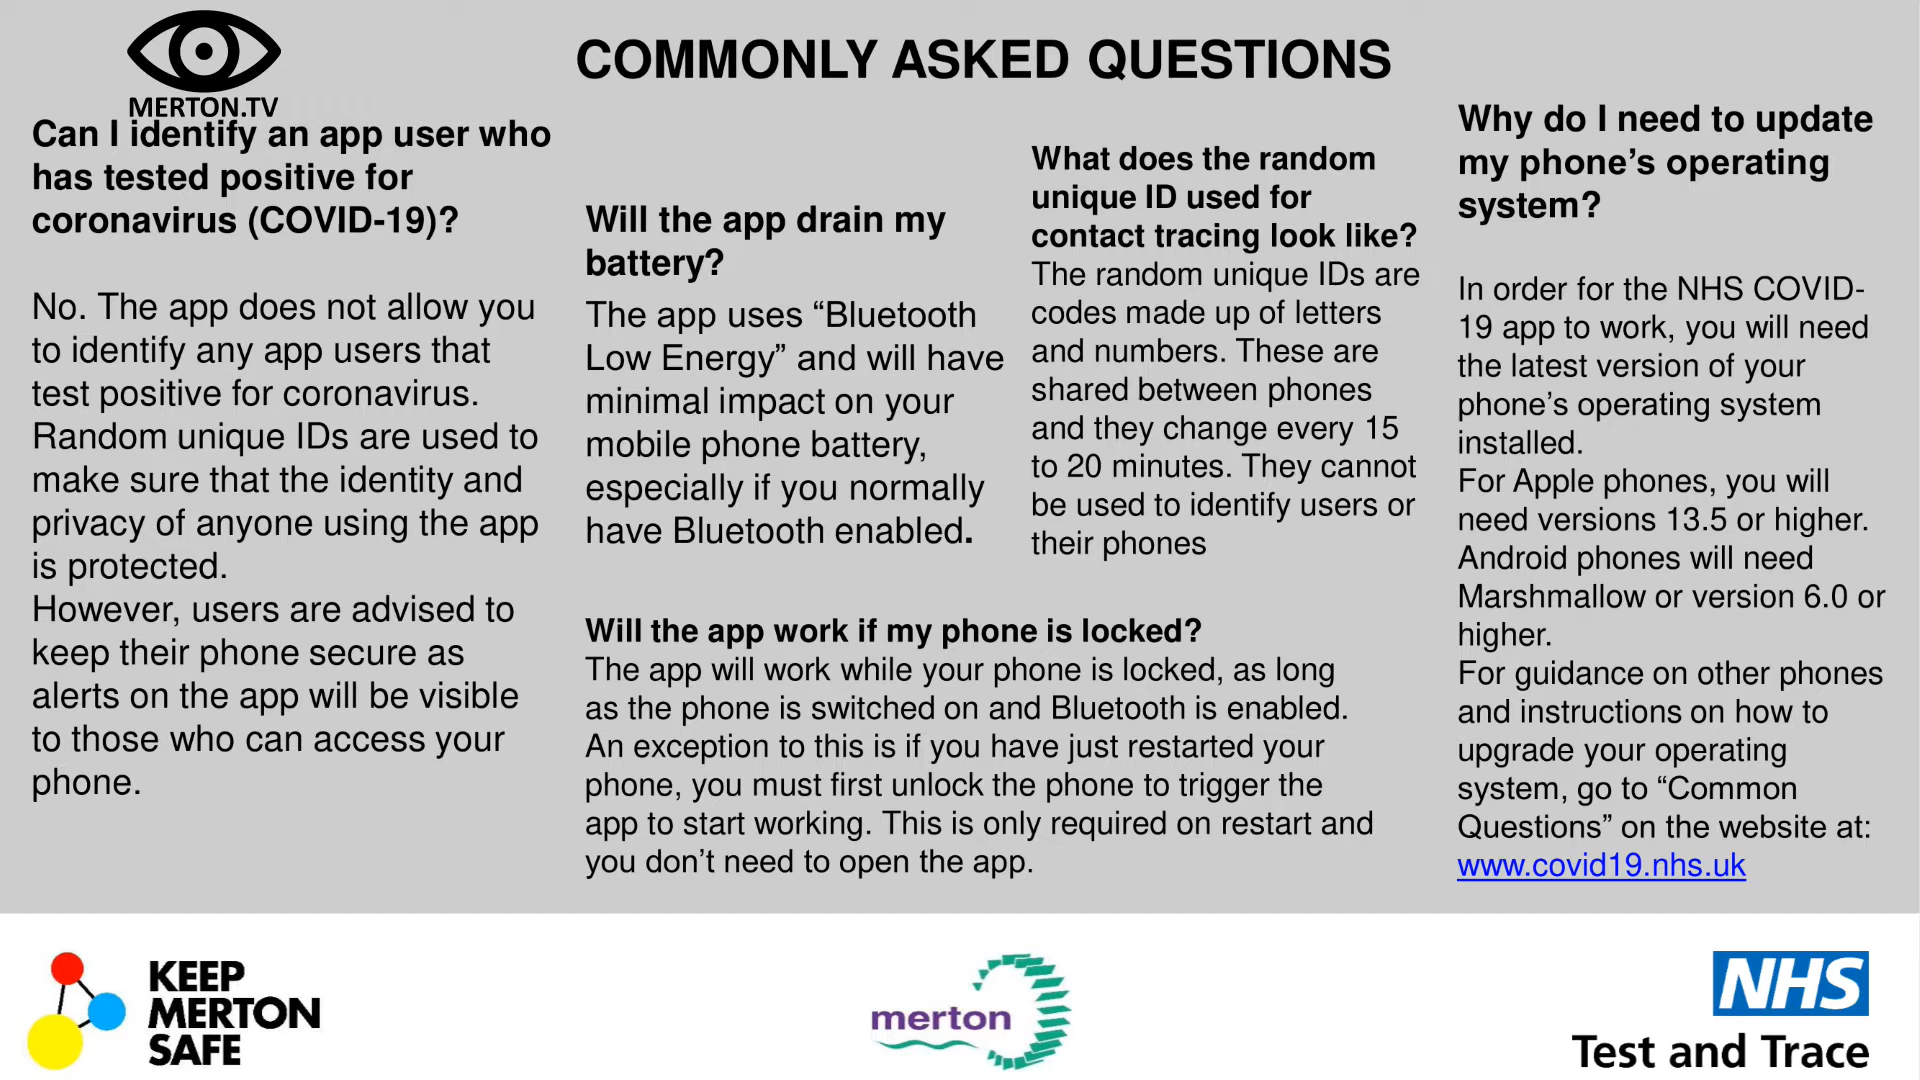 MERTON.TV
COMMONLY ASKED QUESTIONS
Can I identify an app user who
has tested positive for
coronavirus (COVID-19)?
No. The app does not allow you
to identify any app users that
test positive for coronavirus.
Random unique IDs are used to
make sure that the identity and
privacy of anyone using the app
is protected.
However, users are advised to
keep their phone secure as
alerts on the app will be visible
to those who can access your
phone.
Will the app drain my
battery?
The app uses “Bluetooth
Low Energy” and will have
minimal impact on your
mobile phone battery,
especially if you normally
have Bluetooth enabled.
What does the random
unique ID used for
contact tracing look like?
The random unique IDs are
codes made up of letters
and numbers. These are
shared between phones
and they change every 15
to 20 minutes. They cannot
be used to identify users or
their phones
Will the app work if my phone is locked?
The app will work while your phone is locked, as long
as the phone is switched on and Bluetooth is enabled.
An exception to this is if you have just restarted your
phone, you must first unlock the phone to trigger the
app to start working. This is only required on restart and
you don’t need to open the app.
Why do I need to update
my phone’s operating
system?
In order for the NHS COVID-
19 app to work, you will need
the latest version of your
phone’s operating system
installed.
For Apple phones, you will
need versions 13.5 or higher.
Android phones will need
Marshmallow or version 6.0 or
higher.
For guidance on other phones
and instructions on how to
upgrade your operating
system, go to “Common
Questions” on the website at:
www.covid19.nhs.uk
KEEP
MERTON
SAFE
merton
NHS
Test and Trace